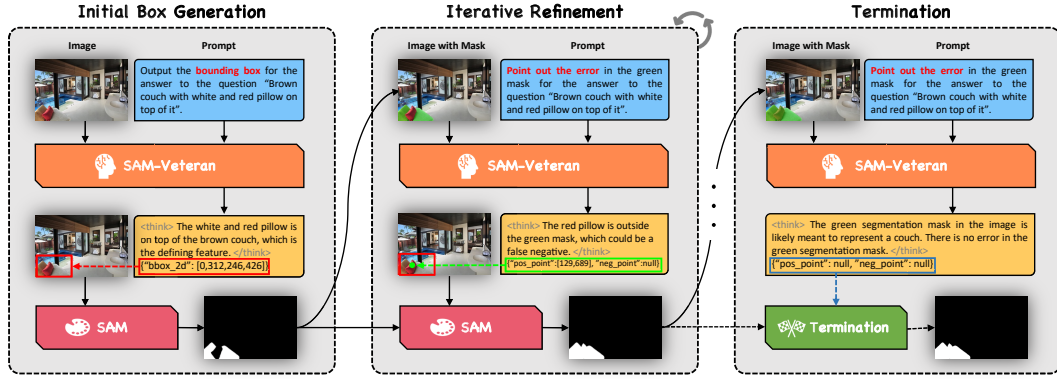 Initial Box Generation
Image
Prompt
Output the bounding box for the
answer to the question “Brown
couch with white and red pillow on
top of it”.
SAM-Veteran
<think> The white and red pillow is
on top of the brown couch, which is
the defining feature. </think>
{“bbox_2d”: [0,312,246,426]}
SAM
Iterative Refinement
Image with Mask
Prompt
Point out the error in the green
mask for the answer to the
question “Brown couch with white
and red pillow on top of it”.
SAM-Veteran
<think> The red pillow is outside
the green mask, which could be a
false negative. </think>
{"pos_point":[129,689], "neg_point":null}
SAM
Termination
Image with Mask
Prompt
Point out the error in the green
mask for the answer to the
question “Brown couch with white
and red pillow on top of it”.
SAM-Veteran
<think> The green segmentation mask in the image is
likely meant to represent a couch. There is no error in the
green segmentation mask. </think>
{“pos_point”: null, ”neg_point”: null}
Termination